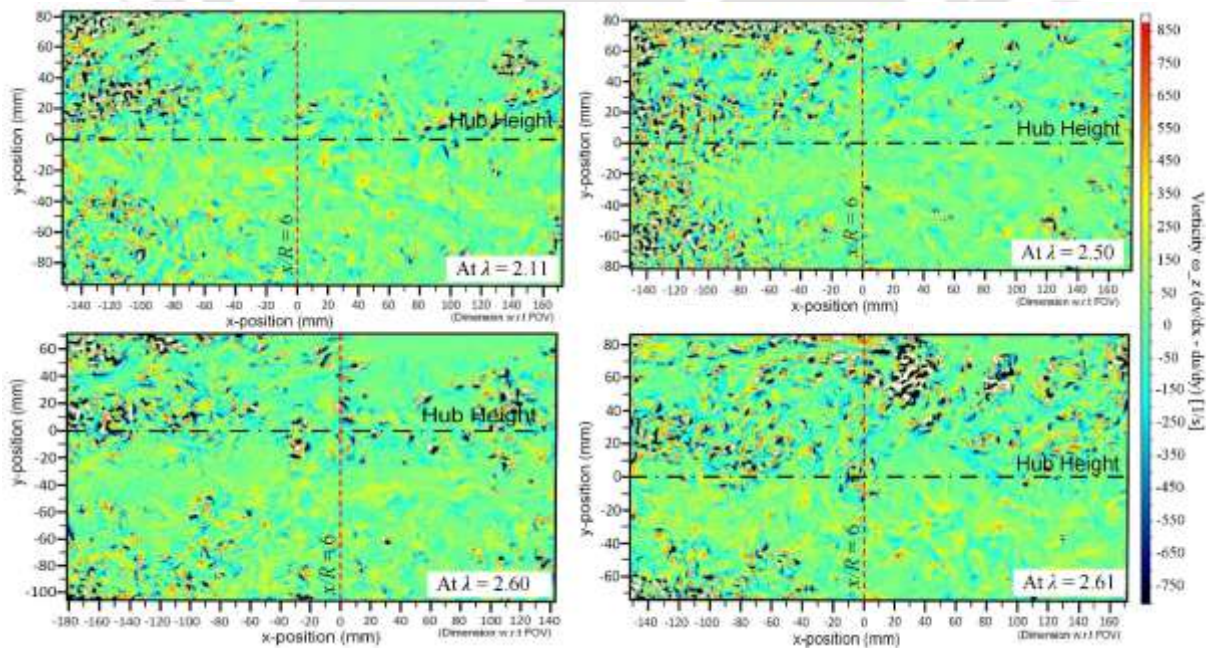 80
60
40
20
0
-20
-40
-60
-80
y-position (mm)
Hub Height
x/R = 6
At λ = 2.11
-140 -120 -100 -80 -60 -40 -20 0 20 40 60 80 100 120 140 160
x-position (mm)
(Dimension w.r.t FOV)
80
60
40
20
0
-20
-40
-60
-80
y-position (mm)
Hub Height
x/R = 6
At λ = 2.50
-140 -120 -100 -80 -60 -40 -20 0 20 40 60 80 100 120 140 160
x-position (mm)
(Dimension w.r.t FOV)
60
40
20
0
-20
-40
-60
-80
-100
y-position (mm)
Hub Height
x/R = 6
At λ = 2.60
-180 -160 -140 -120 -100 -80 -60 -40 -20 0 20 40 60 80 100 120 140
x-position (mm)
(Dimension w.r.t FOV)
80
60
40
20
0
-20
-40
-60
y-position (mm)
Hub Height
x/R = 6
At λ = 2.61
-140 -120 -100 -80 -60 -40 -20 0 20 40 60 80 100 120 140 160
x-position (mm)
(Dimension w.r.t FOV)
850
750
650
550
450
350
250
150
50
0
-50
-150
-250
-350
-450
-550
-650
-750
Vorticity ω_z (dv/dx - du/dy) [1/s]